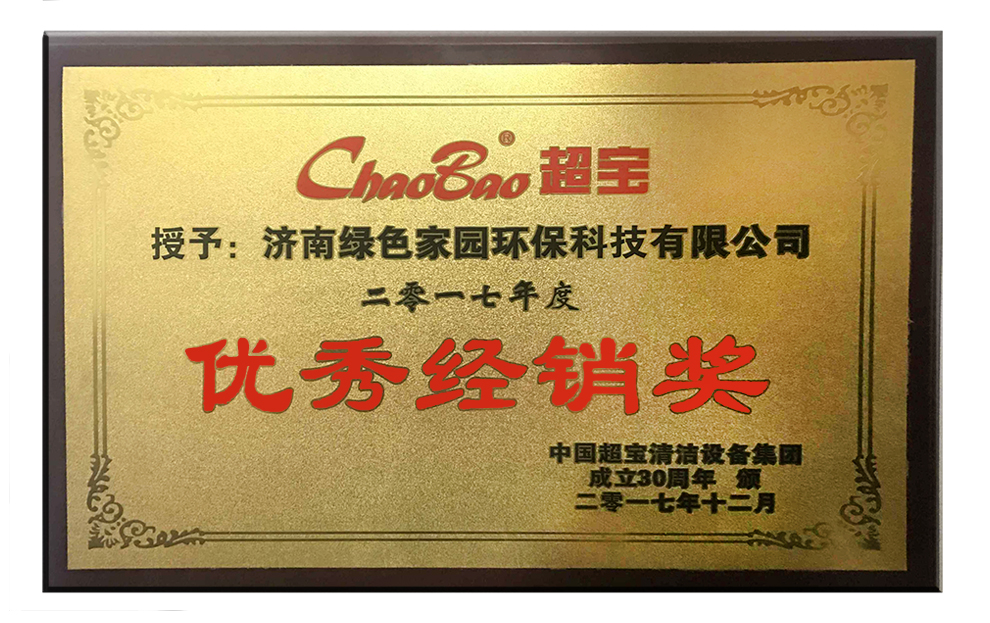 ChaoBao® 超宝
授予：济南绿色家园环保科技有限公司
二零一七年度
优秀经销奖
中国超宝清洁设备集团
成立30周年 颁
二零一七年十二月